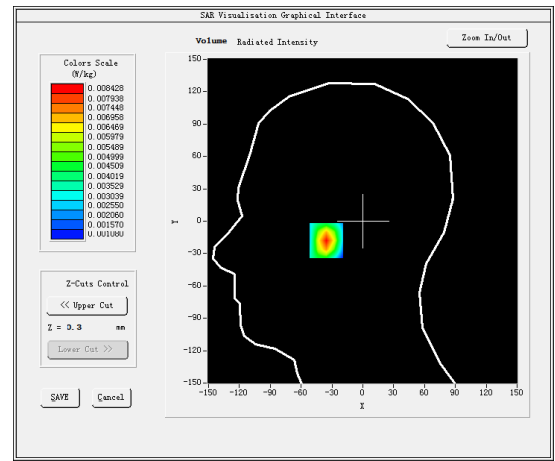 SAR Visualisation Graphical Interface
Volume Radiated Intensity
Zoom In/Out
Colors Scale
(W/kg)
0.008428
0.007938
0.007448
0.006958
0.006469
0.005979
0.005489
0.004999
0.004509
0.004019
0.003529
0.003039
0.002550
0.002060
0.001570
0.001080
Z-Cuts Control
<< Upper Cut
Z = 0.3 mm
Lower Cut >>
SAVE Cancel
150
120
90
60
30
0
-30
-60
-90
-120
-150
Y
-150 -120 -90 -60 -30 0 30 60 90 120 150
X